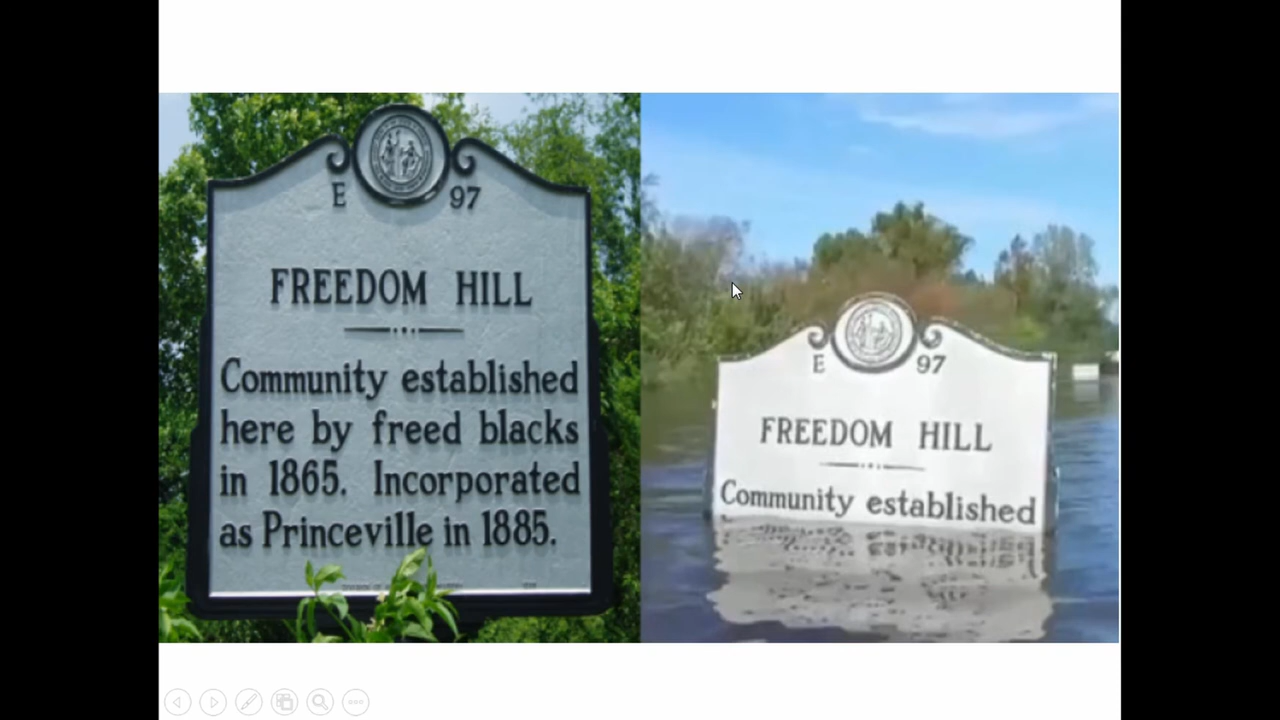 E 97
FREEDOM HILL
Community established
here by freed blacks
in 1865. Incorporated
as Princeville in 1885.
E 97
FREEDOM HILL
Community established